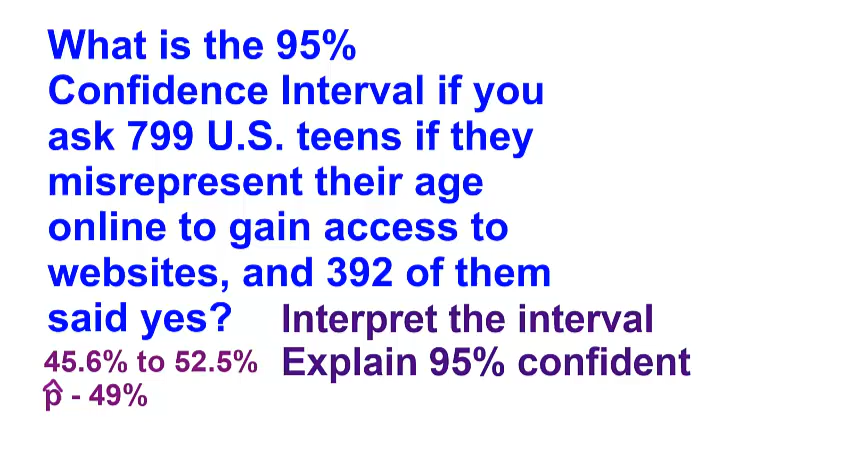 What is the 95%
Confidence Interval if you
ask 799 U.S. teens if they
misrepresent their age
online to gain access to
websites, and 392 of them
said yes?
Interpret the interval
Explain 95% confident
45.6% to 52.5%
p̂ - 49%